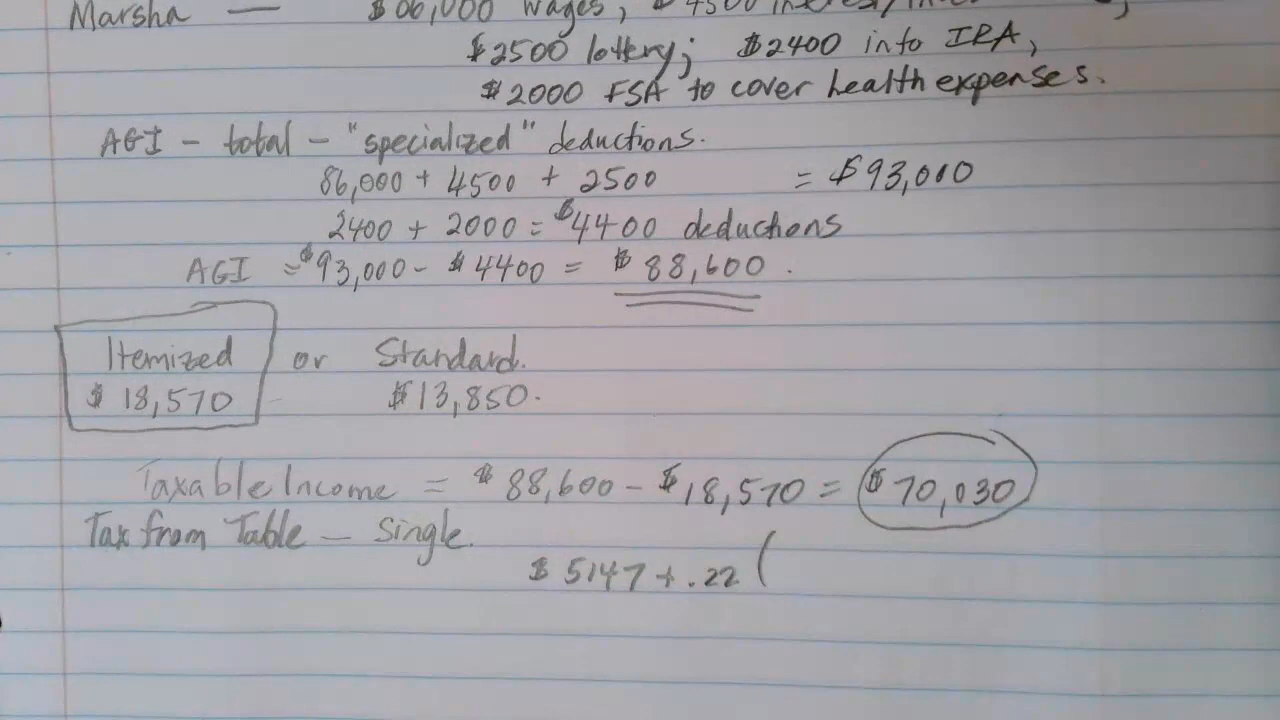 Marsha — $86,000 wages, $4500
$2500 lottery; $2400 into IRA,
$2000 FSA to cover health expenses.
AGI - total - "specialized" deductions.
86,000 + 4500 + 2500 = $93,000
2400 + 2000 = $4400 deductions
AGI = $93,000 - $4400 = $88,600.
Itemized or Standard.
$18,570 $13,850.
Taxable Income = $88,600 - $18,570 = $70,030
Tax from Table - Single.
$5147 + .22 (